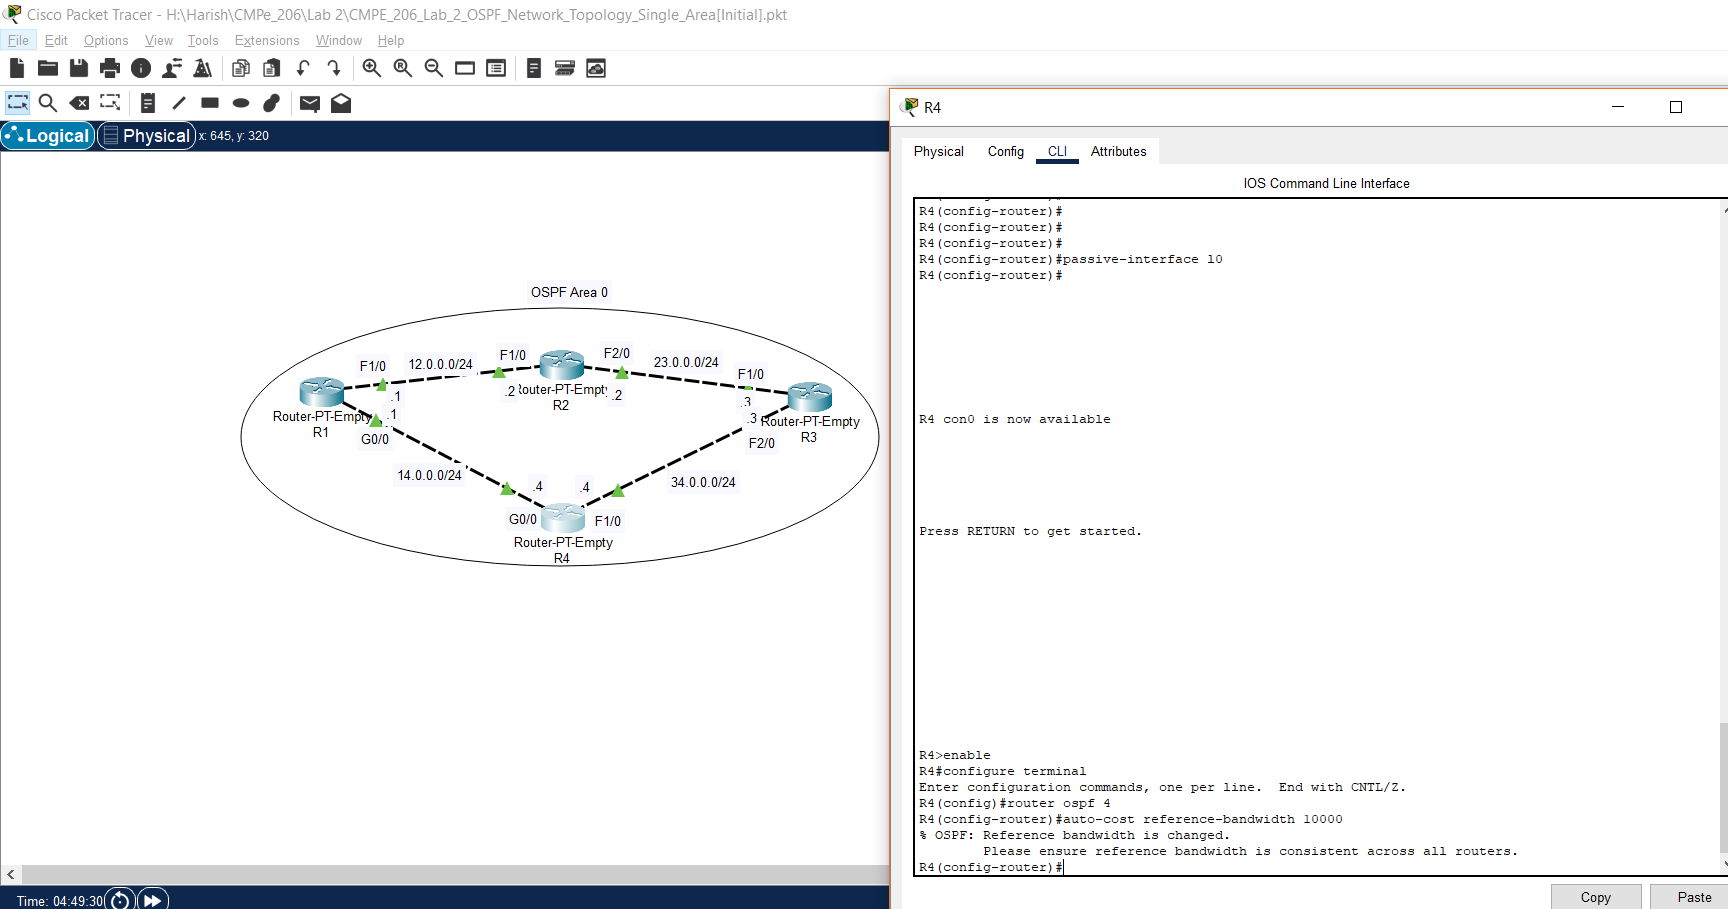 Cisco Packet Tracer - H:\Harish\CMPe_206\Lab 2\CMPE_206_Lab_2_OSPF_Network_Topology_Single_Area[Initial].pkt
File Edit Options View Tools Extensions Window Help
Logical Physical x: 645, y: 320
OSPF Area 0
F1/0 12.0.0.0/24 F1/0 F2/0 23.0.0.0/24 F1/0
.1 .2 .2 .3
Router-PT-Empty
R1
.1
G0/0
Router-PT-Empty
R2
.3 Router-PT-Empty
R3
F2/0
14.0.0.0/24 .4 .4 34.0.0.0/24
G0/0 F1/0
Router-PT-Empty
R4
Time: 04:49:30
R4
Physical Config CLI Attributes
IOS Command Line Interface
R4(config-router)#
R4(config-router)#
R4(config-router)#
R4(config-router)#passive-interface l0
R4(config-router)#
R4 con0 is now available
Press RETURN to get started.
R4>enable
R4#configure terminal
Enter configuration commands, one per line.  End with CNTL/Z.
R4(config)#router ospf 4
R4(config-router)#auto-cost reference-bandwidth 10000
% OSPF: Reference bandwidth is changed.
Please ensure reference bandwidth is consistent across all routers.
R4(config-router)#
Copy Paste